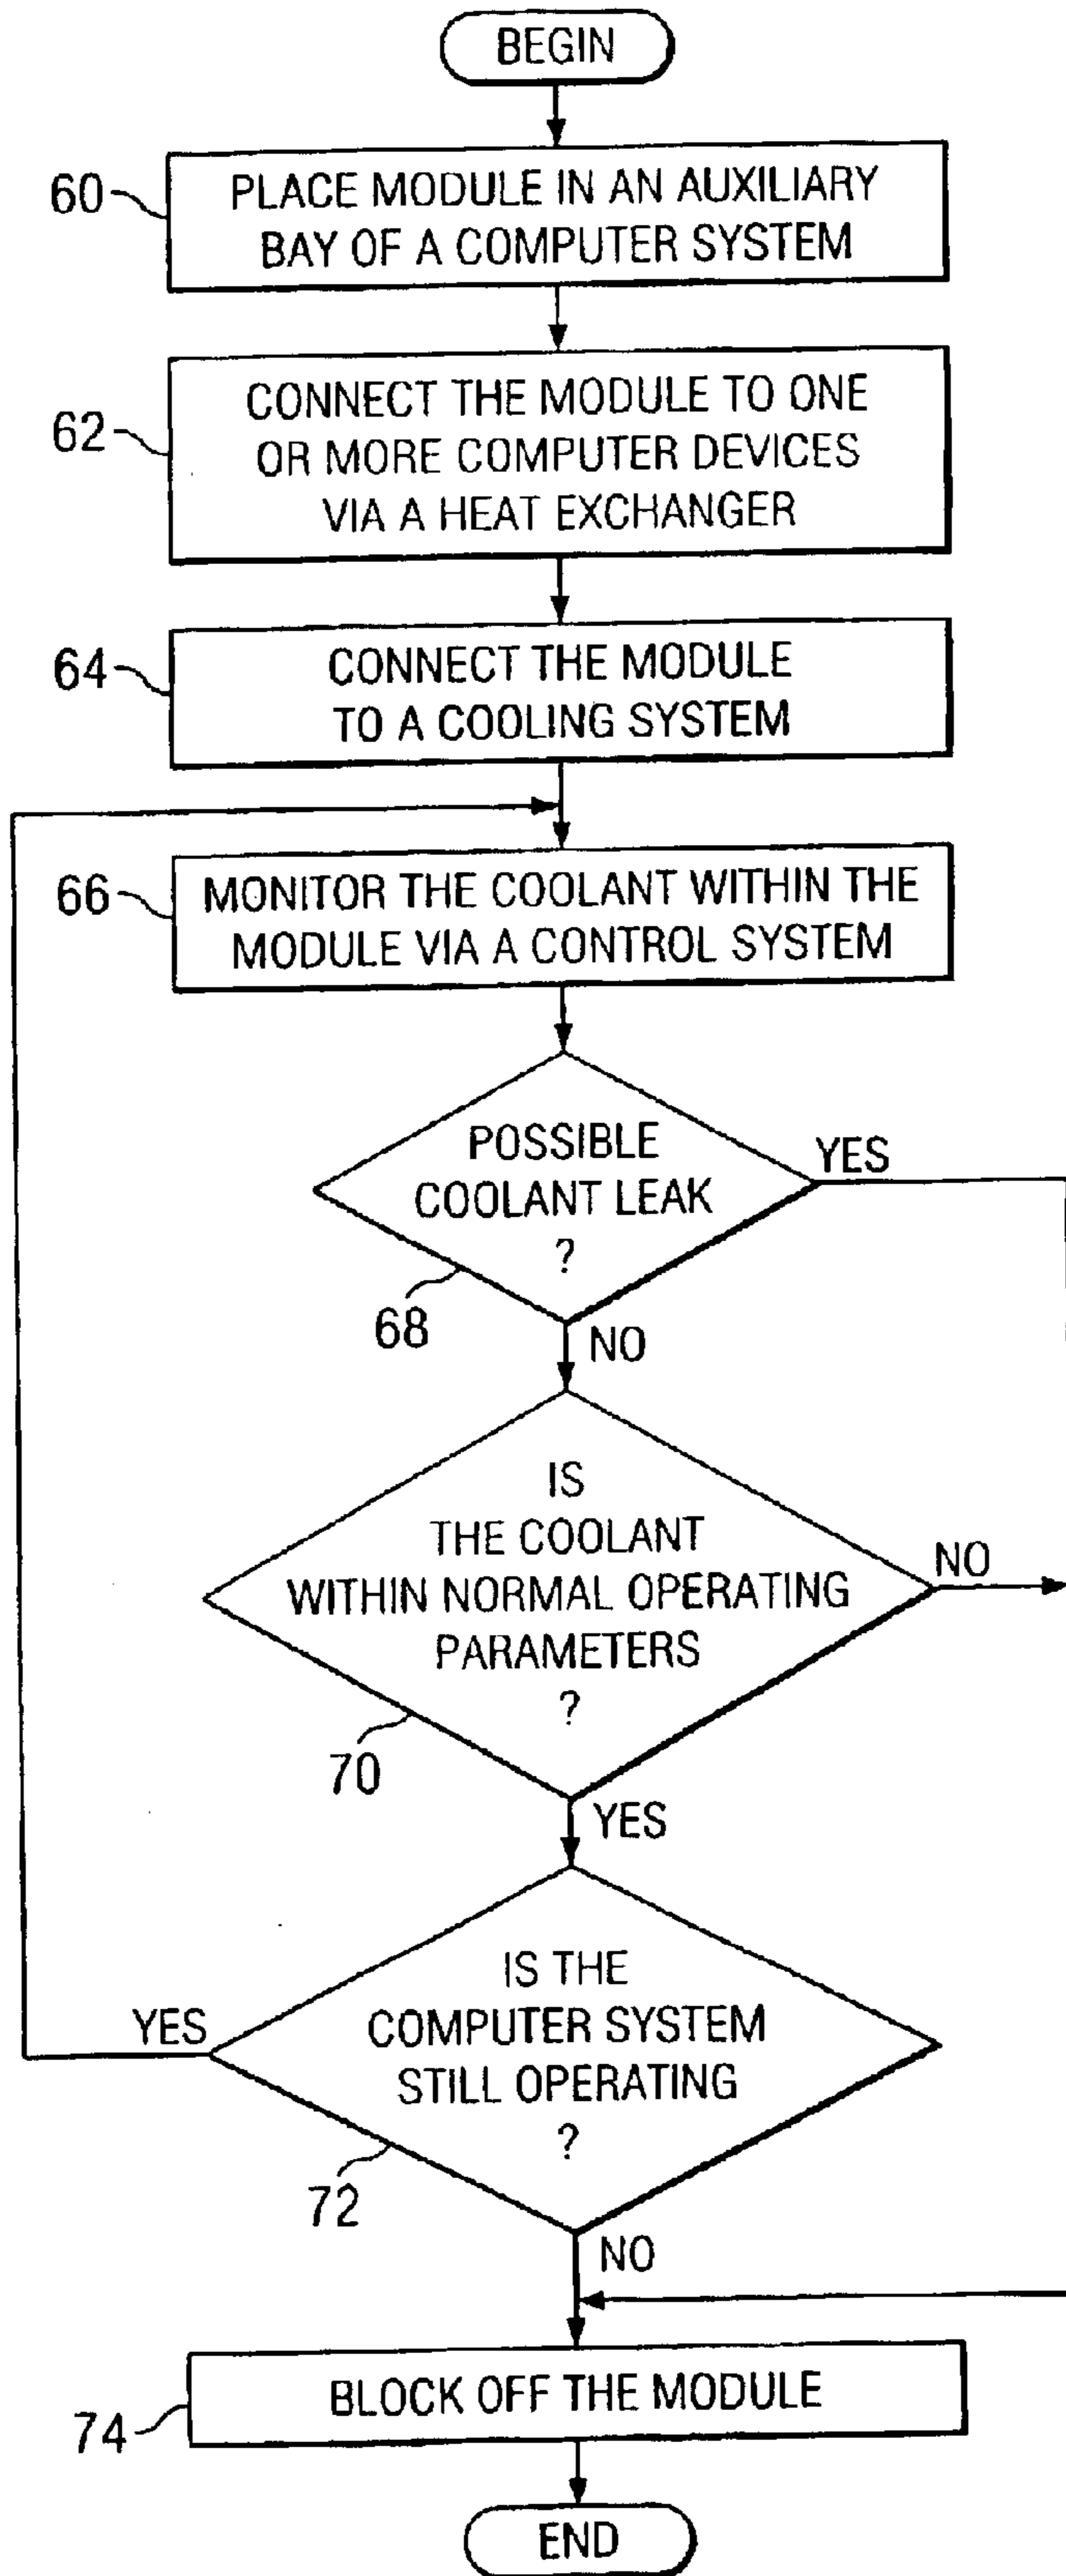 BEGIN
60
PLACE MODULE IN AN AUXILIARY
BAY OF A COMPUTER SYSTEM
62
CONNECT THE MODULE TO ONE
OR MORE COMPUTER DEVICES
VIA A HEAT EXCHANGER
64
CONNECT THE MODULE
TO A COOLING SYSTEM
66
MONITOR THE COOLANT WITHIN THE
MODULE VIA A CONTROL SYSTEM
POSSIBLE
COOLANT LEAK
?
YES
68
NO
IS
THE COOLANT
WITHIN NORMAL OPERATING
PARAMETERS
?
NO
70
YES
IS THE
COMPUTER SYSTEM
STILL OPERATING
?
YES
72
NO
74
BLOCK OFF THE MODULE
END